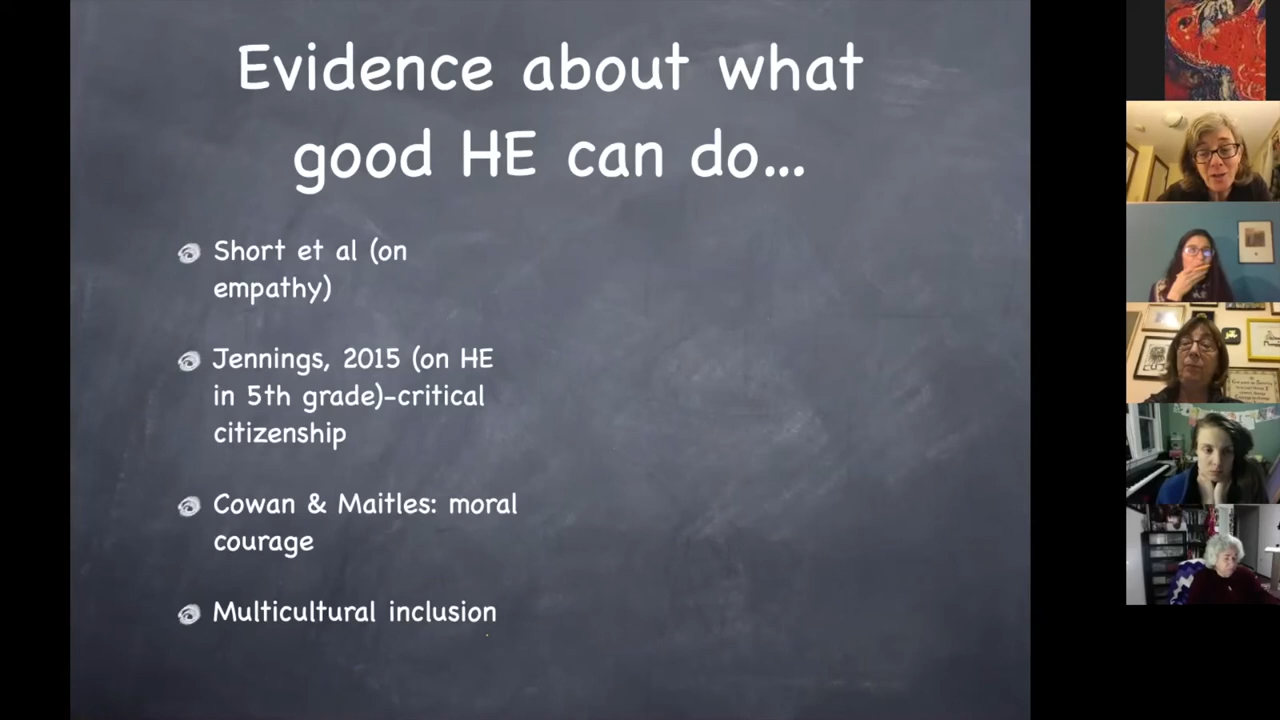 Evidence about what
good HE can do...
Short et al (on
empathy)
Jennings, 2015 (on HE
in 5th grade)-critical
citizenship
Cowan & Maitles: moral
courage
Multicultural inclusion